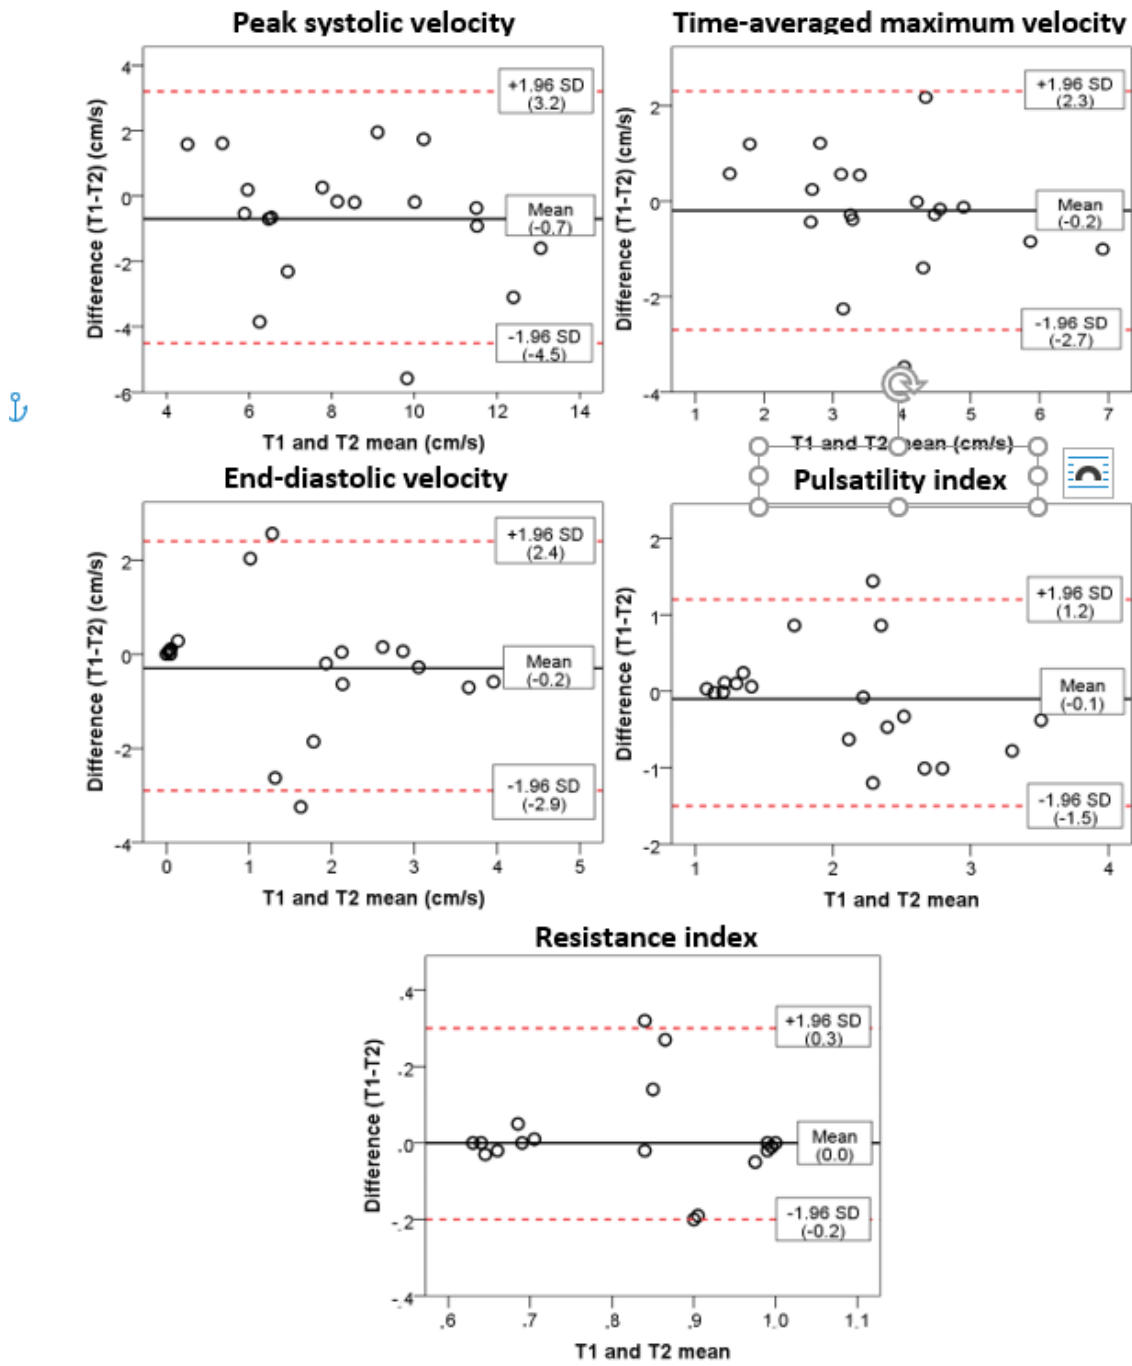 Peak systolic velocity
Difference (T1-T2) (cm/s)
4
2
0
-2
-4
-6
+1.96 SD
(3.2)
Mean
(-0.7)
-1.96 SD
(-4.5)
4 6 8 10 12 14
T1 and T2 mean (cm/s)
Time-averaged maximum velocity
Difference (T1-T2) (cm/s)
2
0
-2
-4
+1.96 SD
(2.3)
Mean
(-0.2)
-1.96 SD
(-2.7)
1 2 3 4 5 6 7
T1 and T2 mean (cm/s)
End-diastolic velocity
Difference (T1-T2) (cm/s)
2
0
-2
-4
+1.96 SD
(2.4)
Mean
(-0.2)
-1.96 SD
(-2.9)
0 1 2 3 4 5
T1 and T2 mean (cm/s)
Pulsatility index
Difference (T1-T2)
2
1
0
-1
-2
+1.96 SD
(1.2)
Mean
(-0.1)
-1.96 SD
(-1.5)
1 2 3 4
T1 and T2 mean
Resistance index
Difference (T1-T2)
.4
.2
.0
-.2
-.4
+1.96 SD
(0.3)
Mean
(0.0)
-1.96 SD
(-0.2)
.6 .7 .8 .9 1.0 1.1
T1 and T2 mean